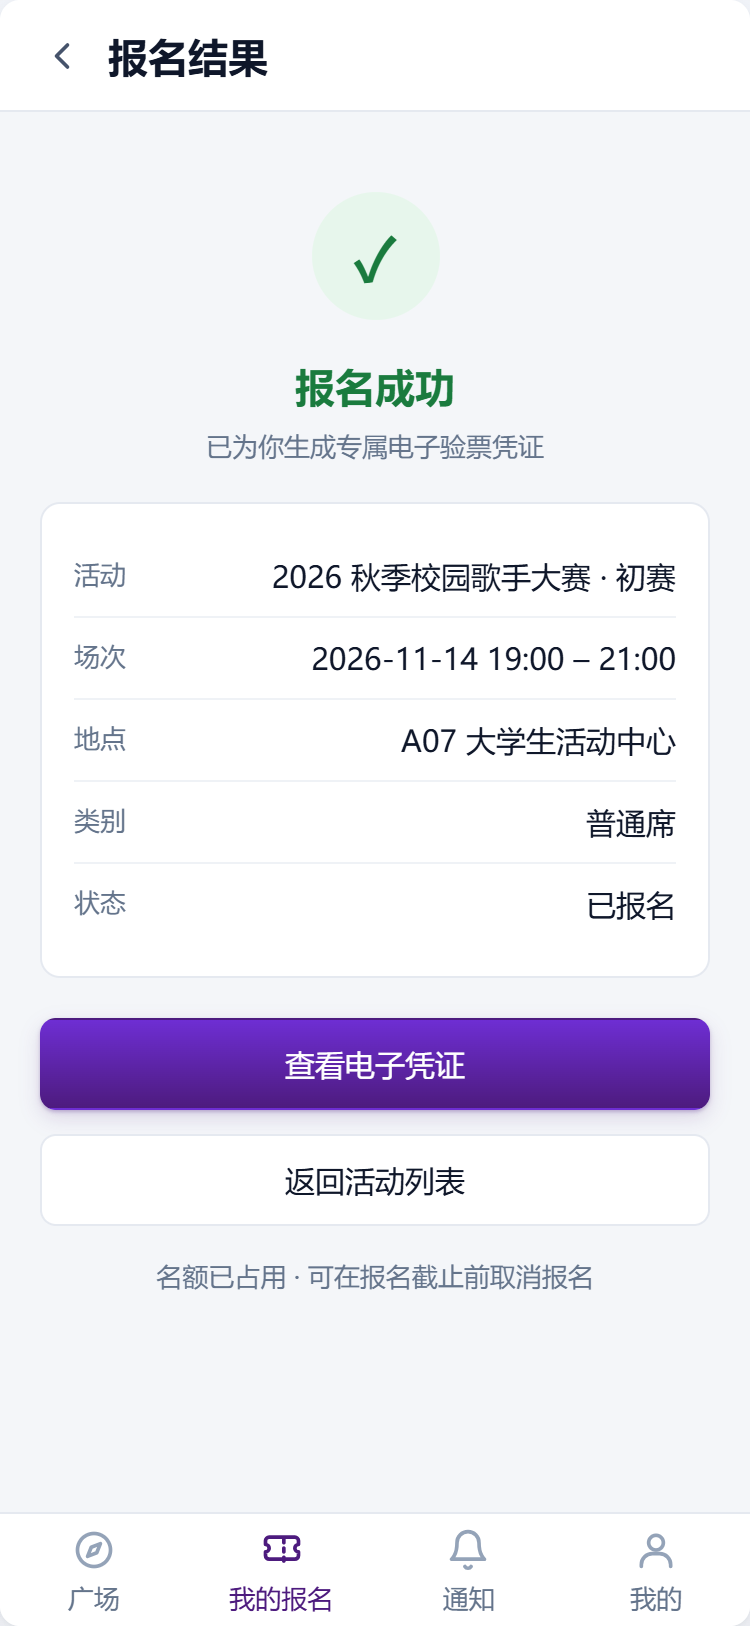 报名结果
报名成功
已为你生成专属电子验票凭证
活动 2026 秋季校园歌手大赛 · 初赛
场次 2026-11-14 19:00 – 21:00
地点 A07 大学生活动中心
类别 普通席
状态 已报名
查看电子凭证
返回活动列表
名额已占用 · 可在报名截止前取消报名
广场 我的报名 通知 我的